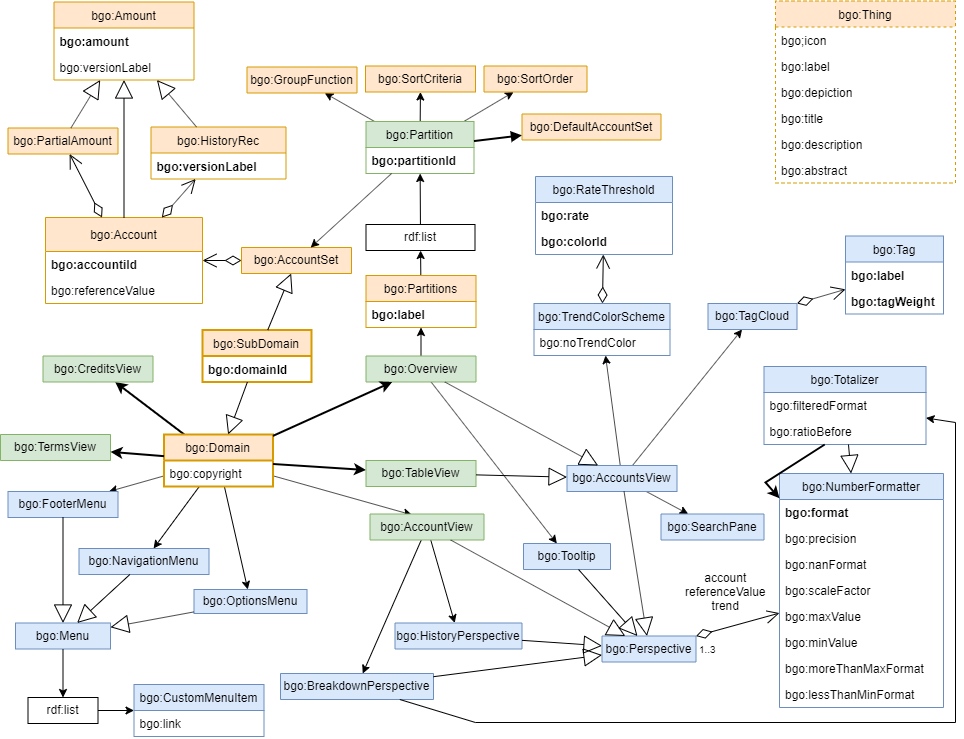 bgo:Amount
bgo:amount
bgo:versionLabel
bgo:Thing
bgo;icon
bgo:label
bgo:depiction
bgo:title
bgo:description
bgo:abstract
bgo:GroupFunction
bgo:SortCriteria
bgo:SortOrder
bgo:PartialAmount
bgo:HistoryRec
bgo:versionLabel
bgo:Partition
bgo:partitionId
bgo:DefaultAccountSet
bgo:RateThreshold
bgo:rate
bgo:colorId
bgo:Account
bgo:accountiId
bgo:referenceValue
bgo:AccountSet
rdf:list
bgo:Tag
bgo:label
bgo:tagWeight
bgo:Partitions
bgo:label
bgo:TrendColorScheme
bgo:noTrendColor
bgo:TagCloud
bgo:SubDomain
bgo:domainId
bgo:CreditsView
bgo:Overview
bgo:Totalizer
bgo:filteredFormat
bgo:ratioBefore
bgo:TermsView
bgo:Domain
bgo:copyright
bgo:TableView
bgo:AccountsView
bgo:NumberFormatter
bgo:format
bgo:precision
bgo:nanFormat
bgo:scaleFactor
bgo:maxValue
bgo:minValue
bgo:moreThanMaxFormat
bgo:lessThanMinFormat
bgo:FooterMenu
bgo:AccountView
bgo:SearchPane
bgo:NavigationMenu
bgo:Tooltip
bgo:OptionsMenu
account
referenceValue
trend
bgo:Menu
bgo:HistoryPerspective
bgo:Perspective
1..3
bgo:BreakdownPerspective
rdf:list
bgo:CustomMenuItem
bgo:link